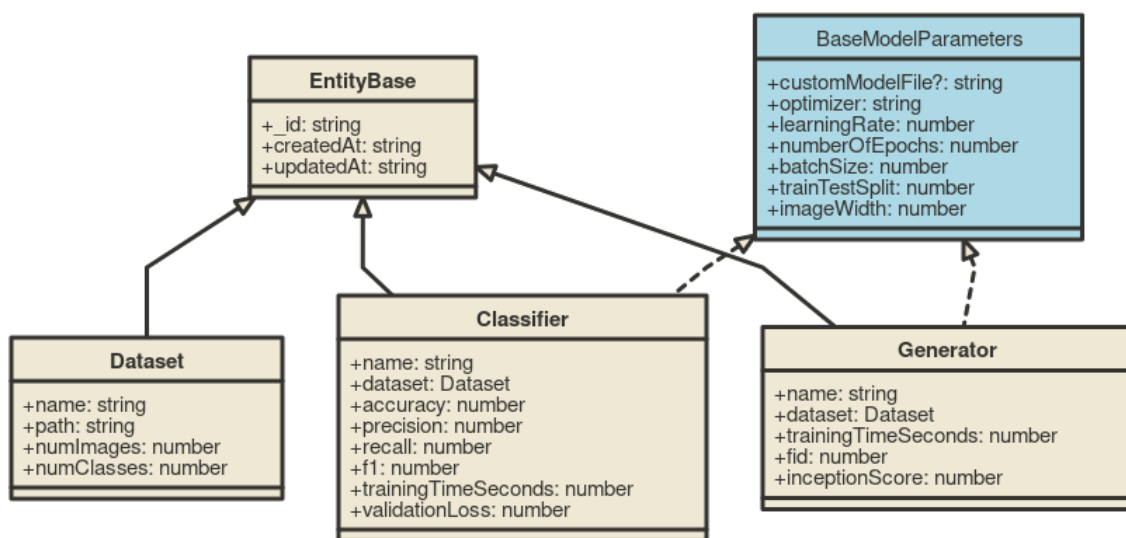 EntityBase
+_id: string
+createdAt: string
+updatedAt: string
BaseModelParameters
+customModelFile?: string
+optimizer: string
+learningRate: number
+numberOfEpochs: number
+batchSize: number
+trainTestSplit: number
+imageWidth: number
Dataset
+name: string
+path: string
+numImages: number
+numClasses: number
Classifier
+name: string
+dataset: Dataset
+accuracy: number
+precision: number
+recall: number
+f1: number
+trainingTimeSeconds: number
+validationLoss: number
Generator
+name: string
+dataset: Dataset
+trainingTimeSeconds: number
+fid: number
+inceptionScore: number